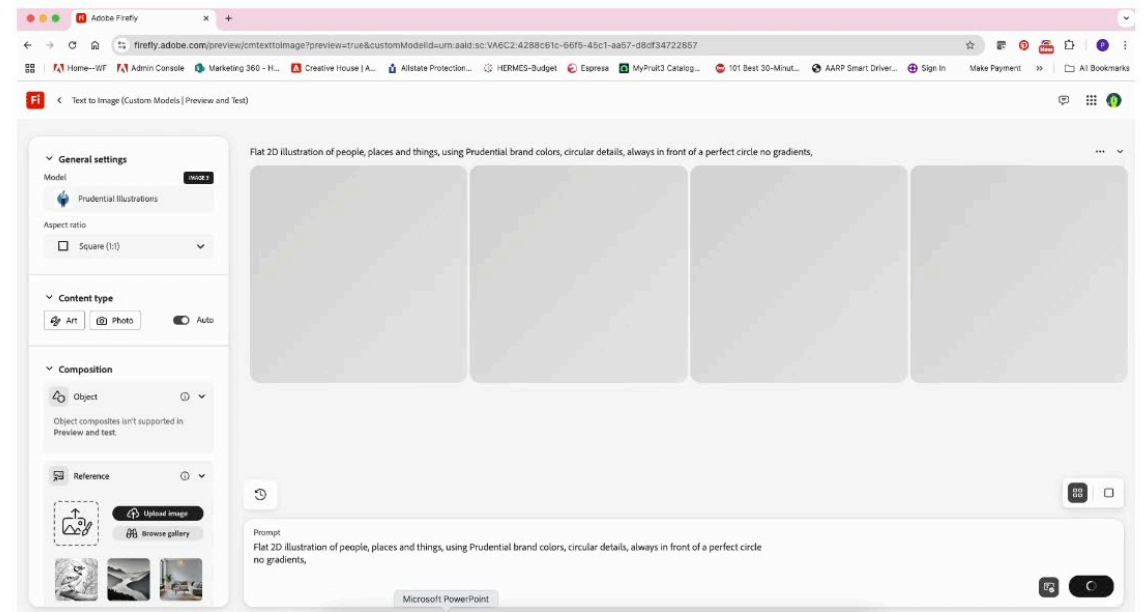 Adobe Firefly
firefly.adobe.com/preview/cmtexttoimage?preview=true&customModelId=urn:aaid:sc:VA6C2:4288c61c-66f5-45c1-aa57-d8df34722857
New
Home--WF
Admin Console
Marketing 360 - H...
Creative House | A...
Allstate Protection...
HERMES-Budget
Espresa
MyPruit3 Catalog...
101 Best 30-Minut...
AARP Smart Driver...
Sign In
Make Payment
All Bookmarks
Fi
Text to Image (Custom Models | Preview and Test)
General settings
Model
IMAGE 3
Prudential Illustrations
Aspect ratio
Square (1:1)
Content type
Art
Photo
Auto
Composition
Object
Object composites isn't supported in
Preview and test.
Reference
Upload image
Browse gallery
Flat 2D illustration of people, places and things, using Prudential brand colors, circular details, always in front of a perfect circle no gradients,
Prompt
Flat 2D illustration of people, places and things, using Prudential brand colors, circular details, always in front of a perfect circle
no gradients,
Microsoft PowerPoint